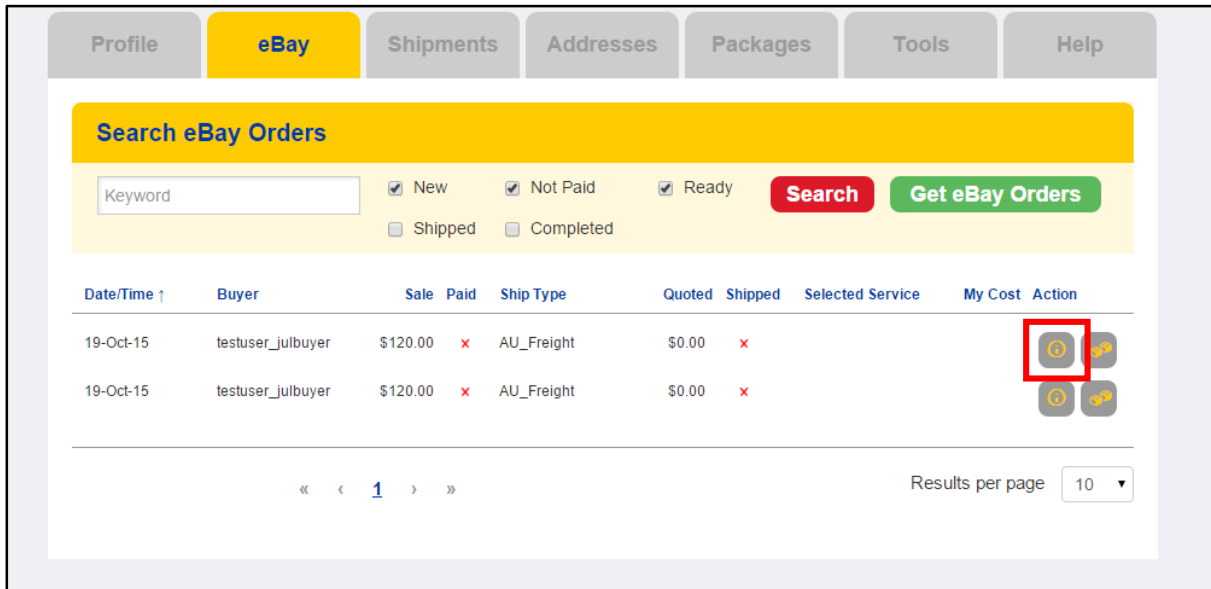 Profile eBay Shipments Addresses Packages Tools Help
Search eBay Orders
Keyword New Not Paid Ready Search Get eBay Orders
Shipped Completed
Date/Time ↑ Buyer Sale Paid Ship Type Quoted Shipped Selected Service My Cost Action
19-Oct-15 testuser_julbuyer $120.00 x AU_Freight $0.00 x
19-Oct-15 testuser_julbuyer $120.00 x AU_Freight $0.00 x
« ‹ 1 › » Results per page 10